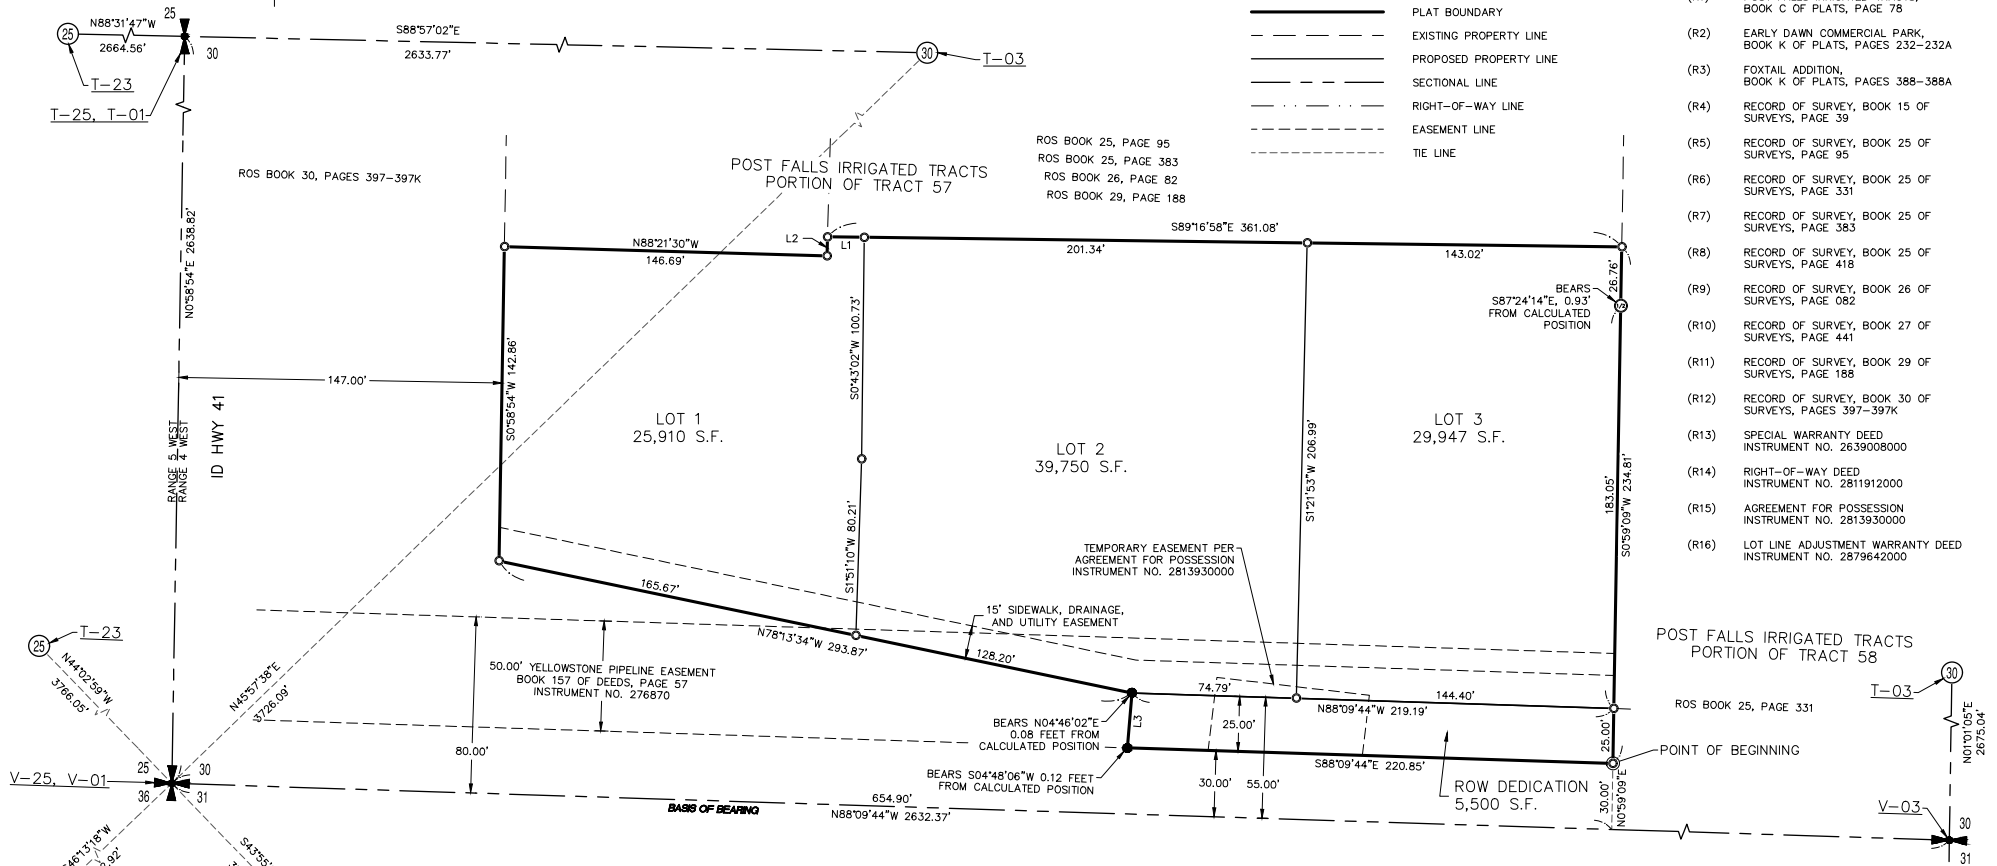 25
N88°31'47"W
2664.56'
25
30
S88°57'02"E
2633.77'
30
T-03
T-23
T-25, T-01
PLAT BOUNDARY
EXISTING PROPERTY LINE
PROPOSED PROPERTY LINE
SECTIONAL LINE
RIGHT-OF-WAY LINE
EASEMENT LINE
TIE LINE
BOOK C OF PLATS, PAGE 78
(R2) EARLY DAWN COMMERCIAL PARK,
BOOK K OF PLATS, PAGES 232-232A
(R3) FOXTAIL ADDITION,
BOOK K OF PLATS, PAGES 388-388A
(R4) RECORD OF SURVEY, BOOK 15 OF
SURVEYS, PAGE 39
(R5) RECORD OF SURVEY, BOOK 25 OF
SURVEYS, PAGE 95
(R6) RECORD OF SURVEY, BOOK 25 OF
SURVEYS, PAGE 331
(R7) RECORD OF SURVEY, BOOK 25 OF
SURVEYS, PAGE 383
(R8) RECORD OF SURVEY, BOOK 25 OF
SURVEYS, PAGE 418
(R9) RECORD OF SURVEY, BOOK 26 OF
SURVEYS, PAGE 082
(R10) RECORD OF SURVEY, BOOK 27 OF
SURVEYS, PAGE 441
(R11) RECORD OF SURVEY, BOOK 29 OF
SURVEYS, PAGE 188
(R12) RECORD OF SURVEY, BOOK 30 OF
SURVEYS, PAGES 397-397K
(R13) SPECIAL WARRANTY DEED
INSTRUMENT NO. 2639008000
(R14) RIGHT-OF-WAY DEED
INSTRUMENT NO. 2811912000
(R15) AGREEMENT FOR POSSESSION
INSTRUMENT NO. 2813930000
(R16) LOT LINE ADJUSTMENT WARRANTY DEED
INSTRUMENT NO. 2879642000
ROS BOOK 30, PAGES 397-397K
POST FALLS IRRIGATED TRACTS
PORTION OF TRACT 57
ROS BOOK 25, PAGE 95
ROS BOOK 25, PAGE 383
ROS BOOK 26, PAGE 82
ROS BOOK 29, PAGE 188
N0°58'54"E 2638.82'
N88°21'30"W
146.69'
L2
L1
S89°16'58"E 361.08'
201.34'
143.02'
26.76'
BEARS
S87°24'14"E, 0.93'
FROM CALCULATED
POSITION
1/2
147.00'
S0°58'54"W 142.86'
S0°43'02"W 100.73'
LOT 1
25,910 S.F.
LOT 2
39,750 S.F.
LOT 3
29,947 S.F.
RANGE 5 WEST
RANGE 4 WEST
ID HWY 41
S1°51'10"W 80.21'
S1°21'53"W 206.99'
183.05'
S0°59'09"W 234.81'
TEMPORARY EASEMENT PER
AGREEMENT FOR POSSESSION
INSTRUMENT NO. 2813930000
165.67'
N78°13'34"W 293.87'
128.20'
15' SIDEWALK, DRAINAGE,
AND UTILITY EASEMENT
POST FALLS IRRIGATED TRACTS
PORTION OF TRACT 58
25
T-23
N44°02'59"W
3766.05'
N45°57'38"E
3726.09'
50.00' YELLOWSTONE PIPELINE EASEMENT
BOOK 157 OF DEEDS, PAGE 57
INSTRUMENT NO. 276870
80.00'
74.79'
N88°09'44"W 219.19'
144.40'
ROS BOOK 25, PAGE 331
30
T-03
N01°01'05"E
2675.04'
BEARS N04°46'02"E
0.08 FEET FROM
CALCULATED POSITION
L3
25.00'
25.00'
POINT OF BEGINNING
BEARS S04°48'06"W 0.12 FEET
FROM CALCULATED POSITION
S88°09'44"E 220.85'
30.00'
55.00'
ROW DEDICATION
5,500 S.F.
30.00'
N0°59'09"E
V-25, V-01
25
30
36
31
BASIS OF BEARING
654.90'
N88°09'44"W 2632.37'
V-03
30
31
S46°13'18"W
S43°55'